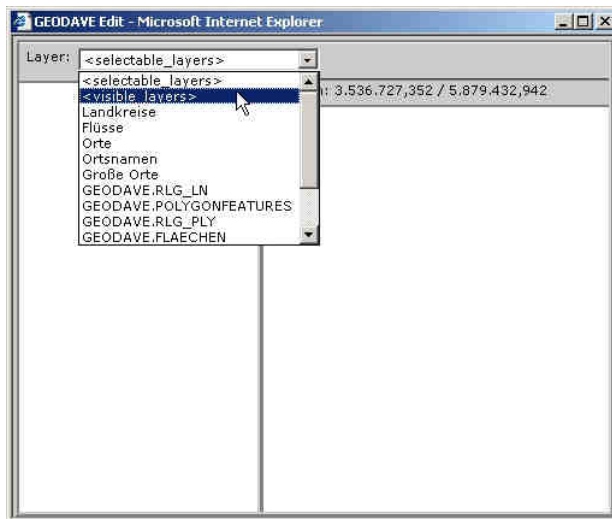 GEODAVE Edit - Microsoft Internet Explorer
Layer: <selectable_layers>
<selectable_layers>
<visible_layers>
: 3.536.727,352 / 5.879.432,942
Landkreise
Flüsse
Orte
Ortsnamen
Große Orte
GEODAVE.RLG_LN
GEODAVE.POLYGONFEATURES
GEODAVE.RLG_PLY
GEODAVE.FLAECHEN